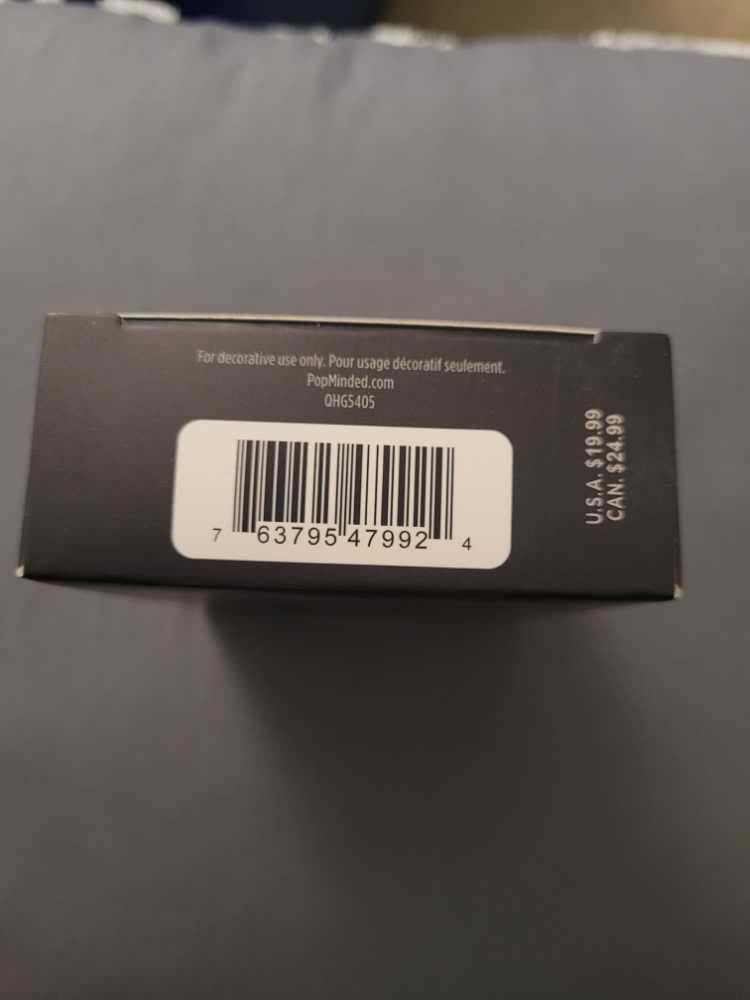 For decorative use only. Pour usage décoratif seulement.
PopMinded.com
QHG5405
7 63795 47992 4
U.S.A. $19.99
CAN. $24.99